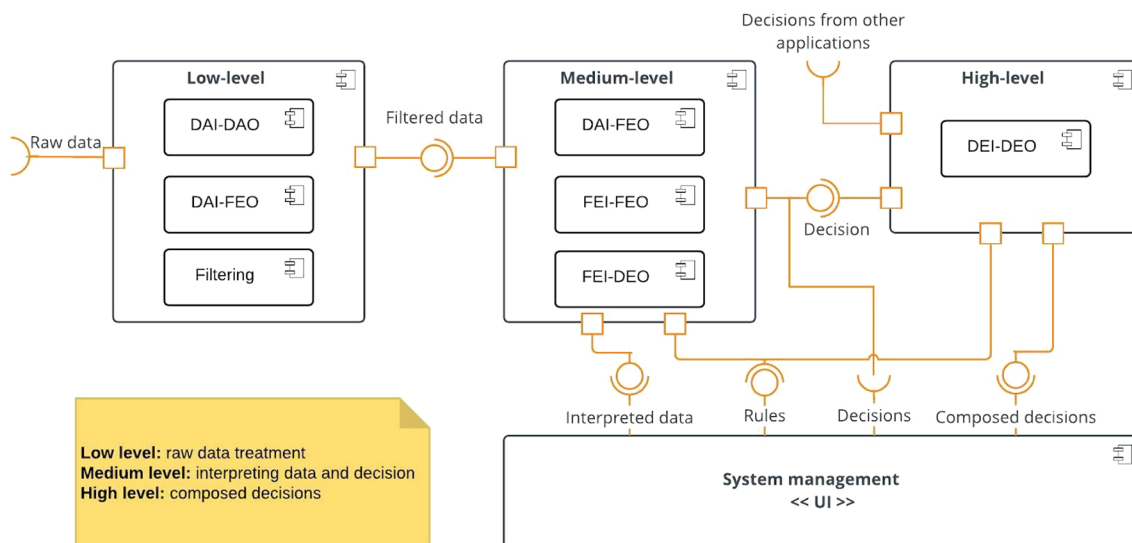 Decisions from other
applications
Low-level
Medium-level
High-level
Raw data
DAI-DAO
Filtered data
DAI-FEO
DEI-DEO
DAI-FEO
FEI-FEO
Decision
Filtering
FEI-DEO
Interpreted data
Rules
Decisions
Composed decisions
Low level: raw data treatment
Medium level: interpreting data and decision
High level: composed decisions
System management
<< UI >>